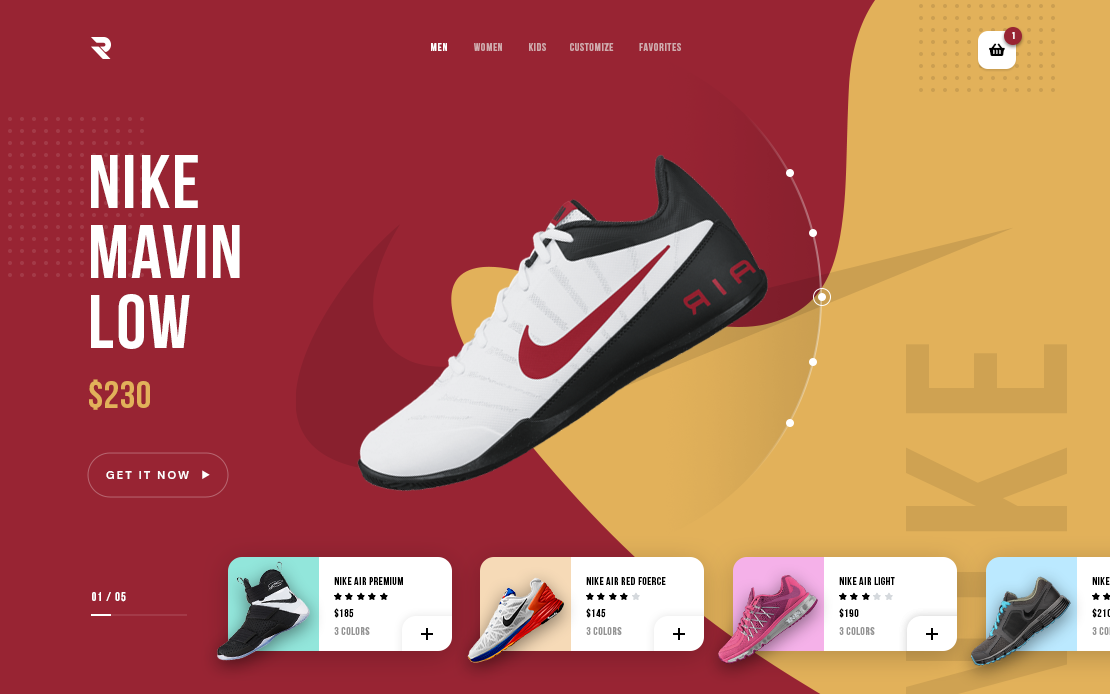 MEN WOMEN KIDS CUSTOMIZE FAVORITES
1
NIKE
MAVIN
LOW
$230
GET IT NOW
AIR
NIKE
01 / 05
NIKE AIR PREMIUM
$185
3 COLORS
+
NIKE AIR RED FOERCE
$145
3 COLORS
+
NIKE AIR LIGHT
$190
3 COLORS
+
NIKE
$210
3 CO